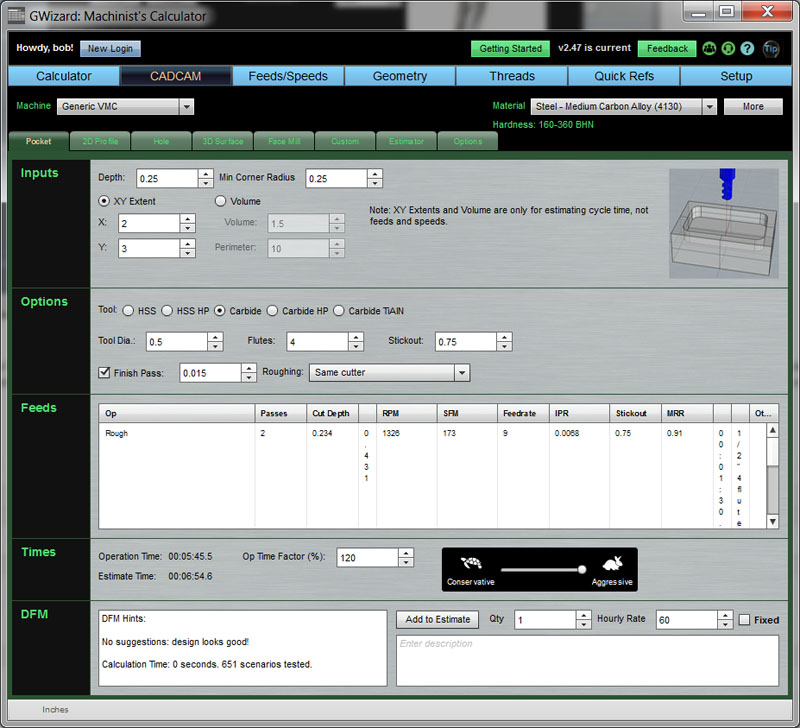 GWizard: Machinist's Calculator
Howdy, bob! New Login Getting Started v2.47 is current Feedback ? Tip
Calculator CADCAM Feeds/Speeds Geometry Threads Quick Refs Setup
Machine Generic VMC Material Steel - Medium Carbon Alloy (4130) More
Hardness: 160-360 BHN
Pocket 2D Profile Hole 3D Surface Face Mill Custom Estimator Options
Inputs
Depth: 0.25 Min Corner Radius 0.25
XY Extent Volume
X: 2 Volume: 1.5
Y: 3 Perimeter: 10
Note: XY Extents and Volume are only for estimating cycle time, not
feeds and speeds.
Options
Tool: HSS HSS HP Carbide Carbide HP Carbide TiAlN
Tool Dia.: 0.5 Flutes: 4 Stickout: 0.75
Finish Pass: 0.015 Roughing: Same cutter
Feeds
Op Passes Cut Depth RPM SFM Feedrate IPR Stickout MRR Ot...
Rough 2 0.234 0.431 1326 173 9 0.0068 0.75 0.91 00:01:30. 1/2" 4 flute
Times
Operation Time: 00:05:45.5 Op Time Factor (%): 120
Estimate Time: 00:06:54.6
Conservative Aggressive
DFM
DFM Hints:
No suggestions: design looks good!
Calculation Time: 0 seconds. 651 scenarios tested.
Add to Estimate Qty 1 Hourly Rate 60 Fixed
Enter description
Inches